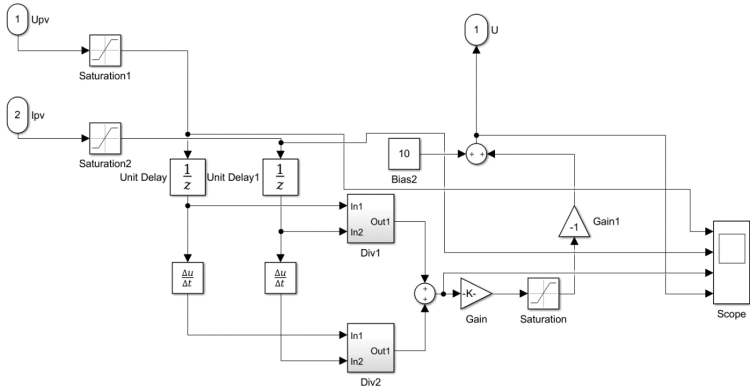 1
Upv
Saturation1
2
Ipv
Saturation2
1
U
10
Bias2
Unit Delay
1
z
Unit Delay1
1
z
In1
In2
Out1
Div1
-1
Gain1
Δu
Δt
Δu
Δt
+
+
+ +
-K-
Gain
Saturation
Scope
In1
In2
Out1
Div2